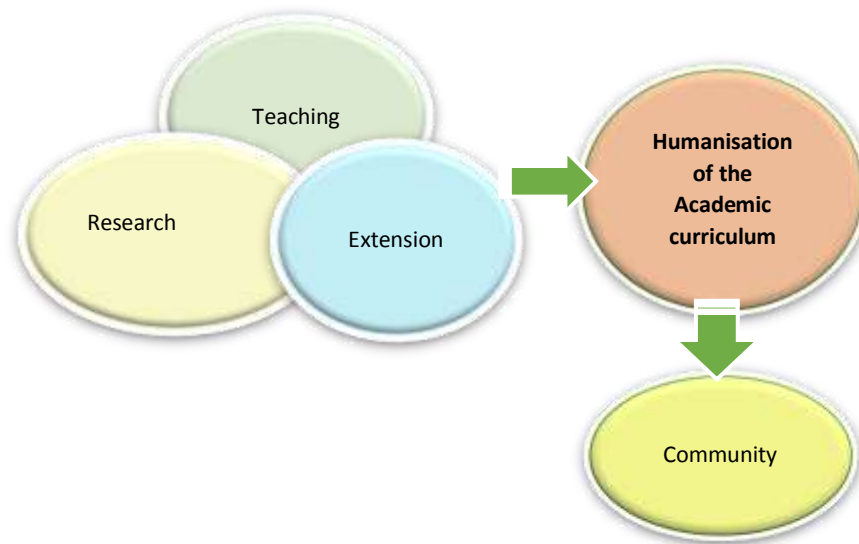 Teaching
Research
Extension
Humanisation
of the
Academic
curriculum
Community